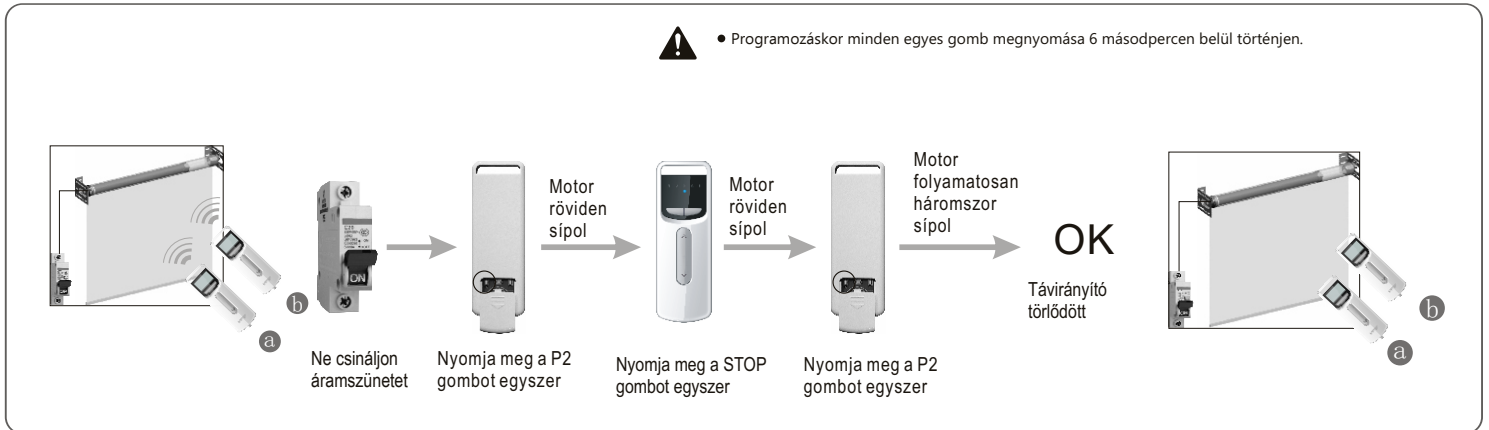 ● Programozáskor minden egyes gomb megnyomása 6 másodpercen belül történjen.
Motor
röviden
sípol
Motor
röviden
sípol
Motor
folyamatosan
háromszor
sípol
OK
Távirányító
törlődött
ON
b
a
Ne csináljon
áramszünetet
Nyomja meg a P2
gombot egyszer
Nyomja meg a STOP
gombot egyszer
Nyomja meg a P2
gombot egyszer
b
a